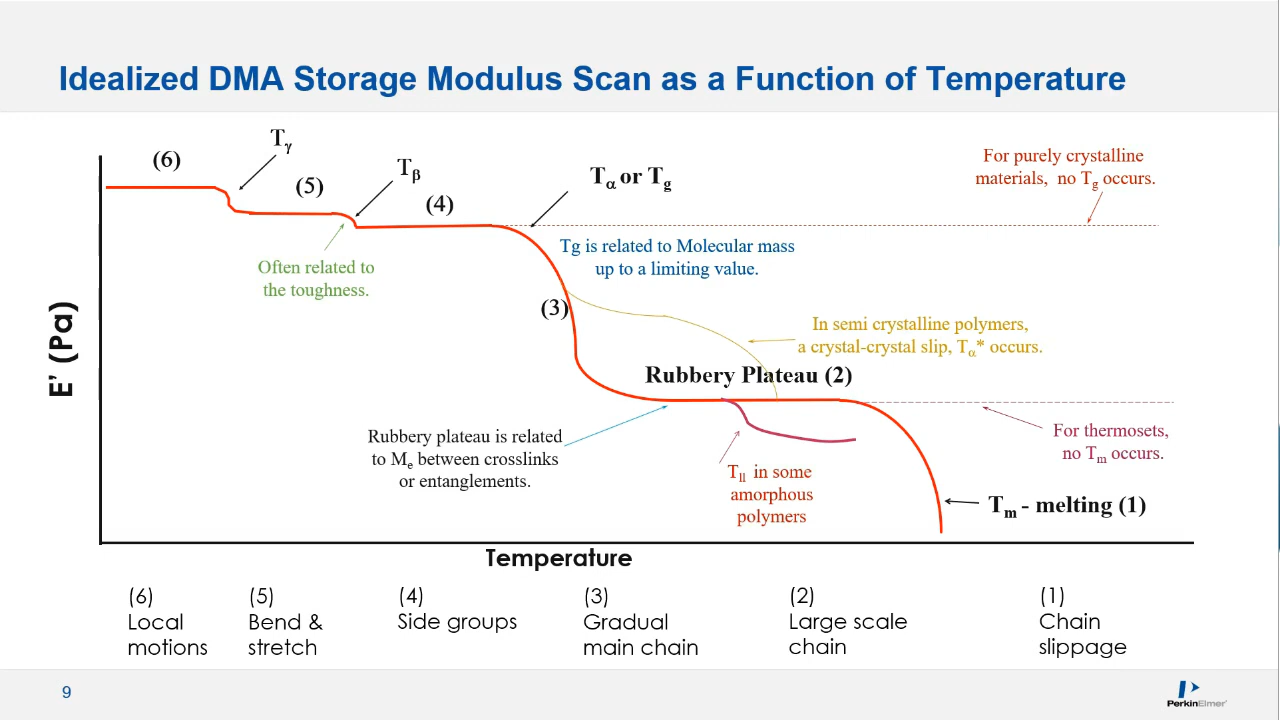 Idealized DMA Storage Modulus Scan as a Function of Temperature
(6)
Tγ
(5)
Tβ
(4)
Tα or Tg
For purely crystalline
materials, no Tg occurs.
Often related to
the toughness.
Tg is related to Molecular mass
up to a limiting value.
(3)
In semi crystalline polymers,
a crystal-crystal slip, Tα* occurs.
E' (Pa)
Rubbery Plateau (2)
Rubbery plateau is related
to Me between crosslinks
or entanglements.
Tll in some
amorphous
polymers
For thermosets,
no Tm occurs.
Tm - melting (1)
Temperature
(6)
Local
motions
(5)
Bend &
stretch
(4)
Side groups
(3)
Gradual
main chain
(2)
Large scale
chain
(1)
Chain
slippage
9
PerkinElmer